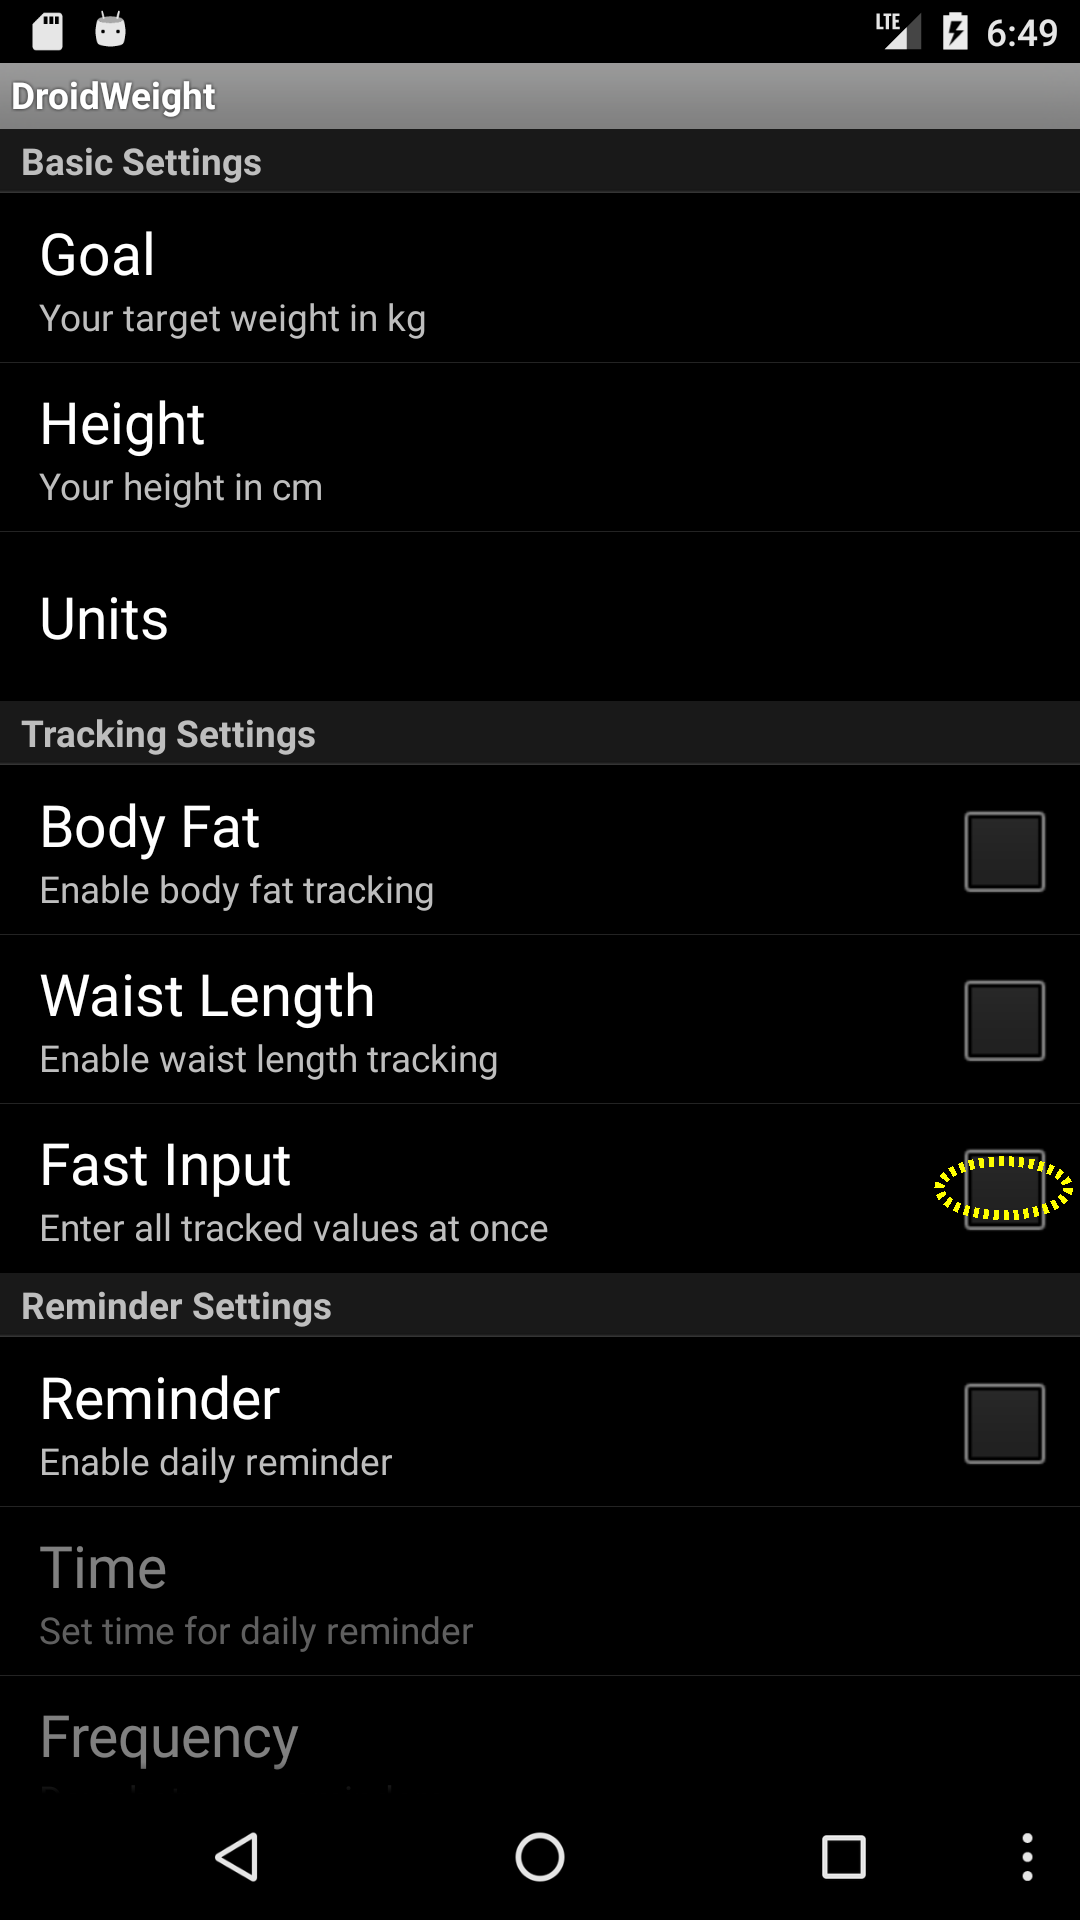 LTE 6:49
DroidWeight
Basic Settings
Goal
Your target weight in kg
Height
Your height in cm
Units
Tracking Settings
Body Fat
Enable body fat tracking
Waist Length
Enable waist length tracking
Fast Input
Enter all tracked values at once
Reminder Settings
Reminder
Enable daily reminder
Time
Set time for daily reminder
Frequency